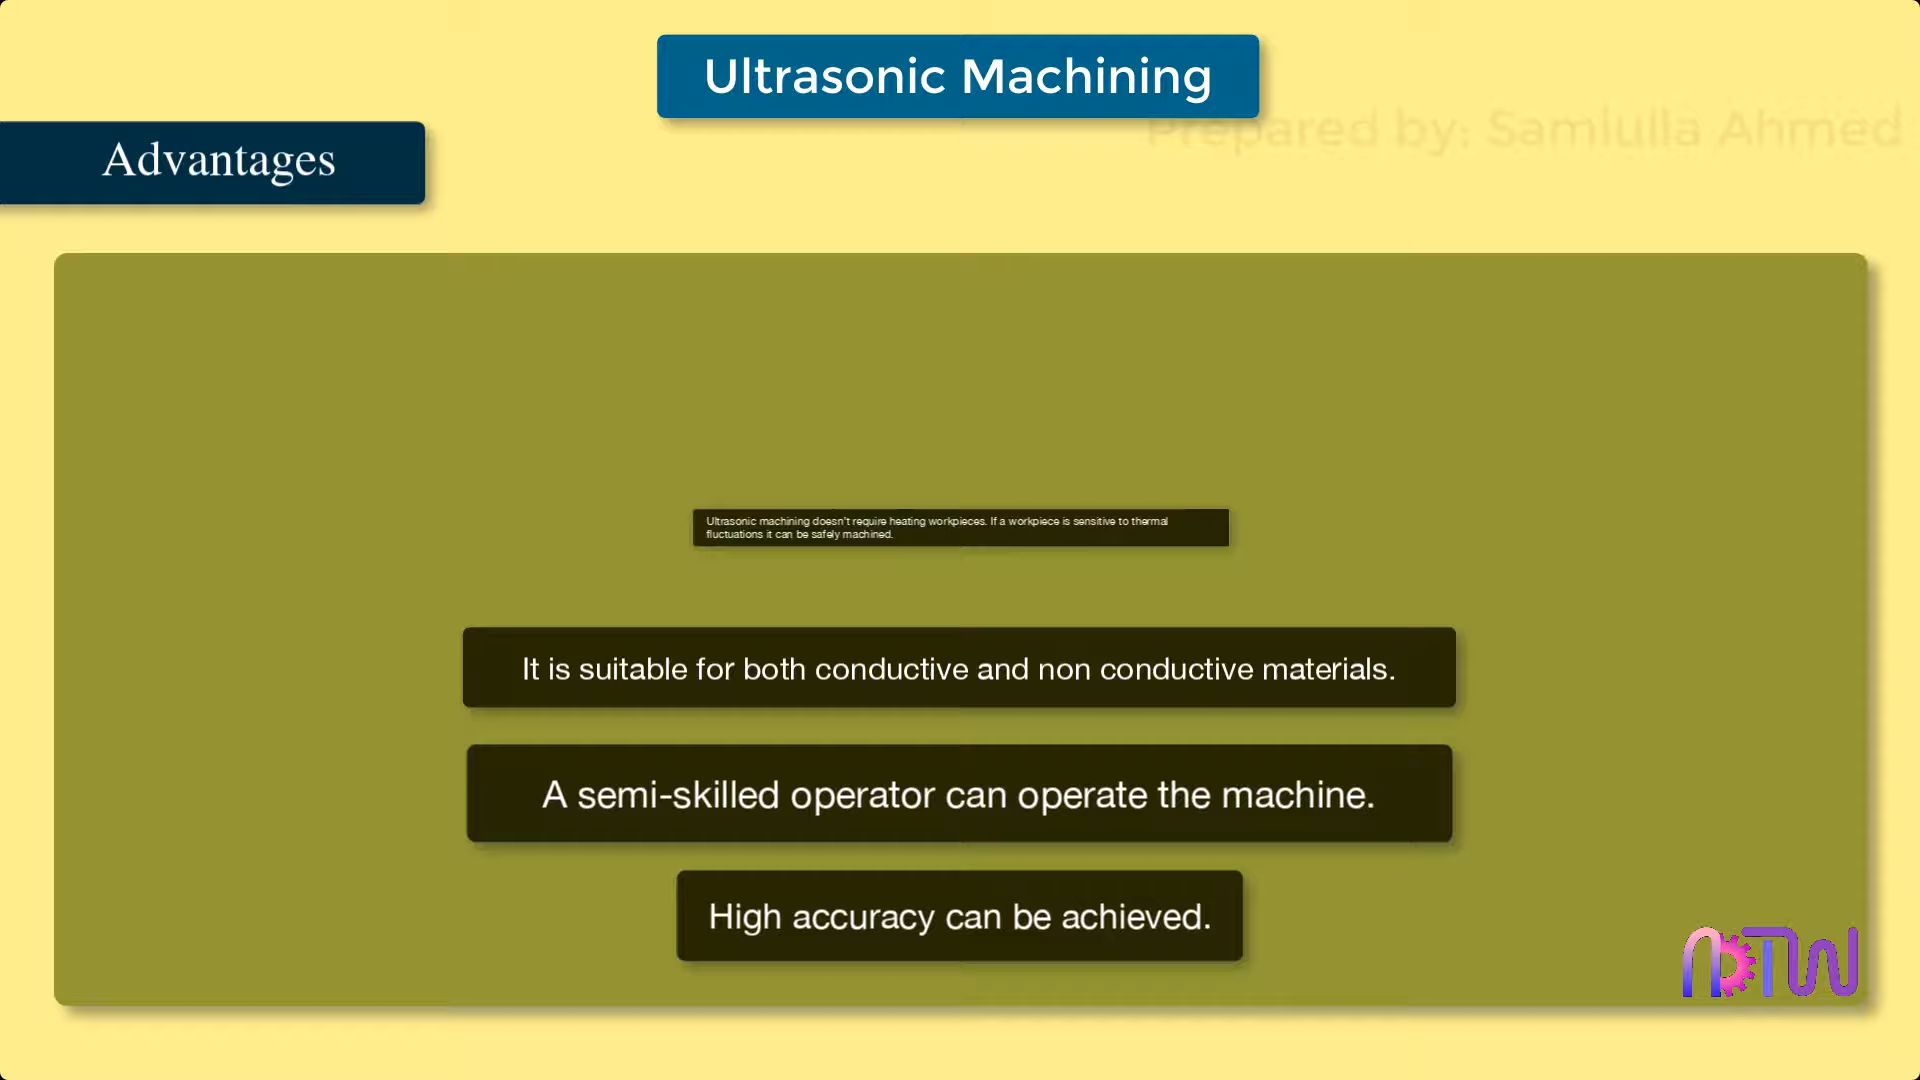 Ultrasonic Machining
Prepared by: Samiulla Ahmed
Advantages
Ultrasonic machining doesn't require heating workpieces. If a workpiece is sensitive to thermal
fluctuations it can be safely machined.
It is suitable for both conductive and non conductive materials.
A semi-skilled operator can operate the machine.
High accuracy can be achieved.